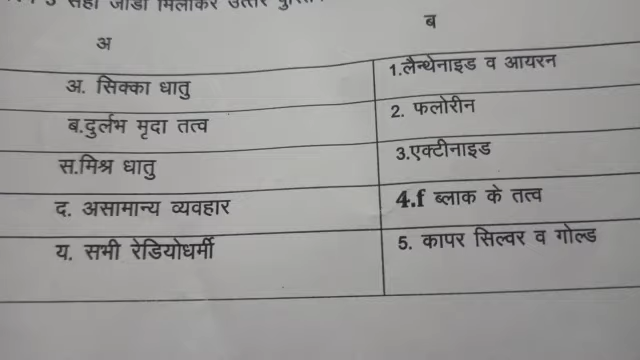 सही जोडी मिलाकर उत्तर
अ
ब
अ. सिक्का धातु
1.लैन्थेनाइड व आयरन
ब.दुर्लभ मृदा तत्व
2. फलोरीन
स.मिश्र धातु
3.एक्टीनाइड
द. असामान्य व्यवहार
4.f ब्लाक के तत्व
य. सभी रेडियोधर्मी
5. कापर सिल्वर व गोल्ड